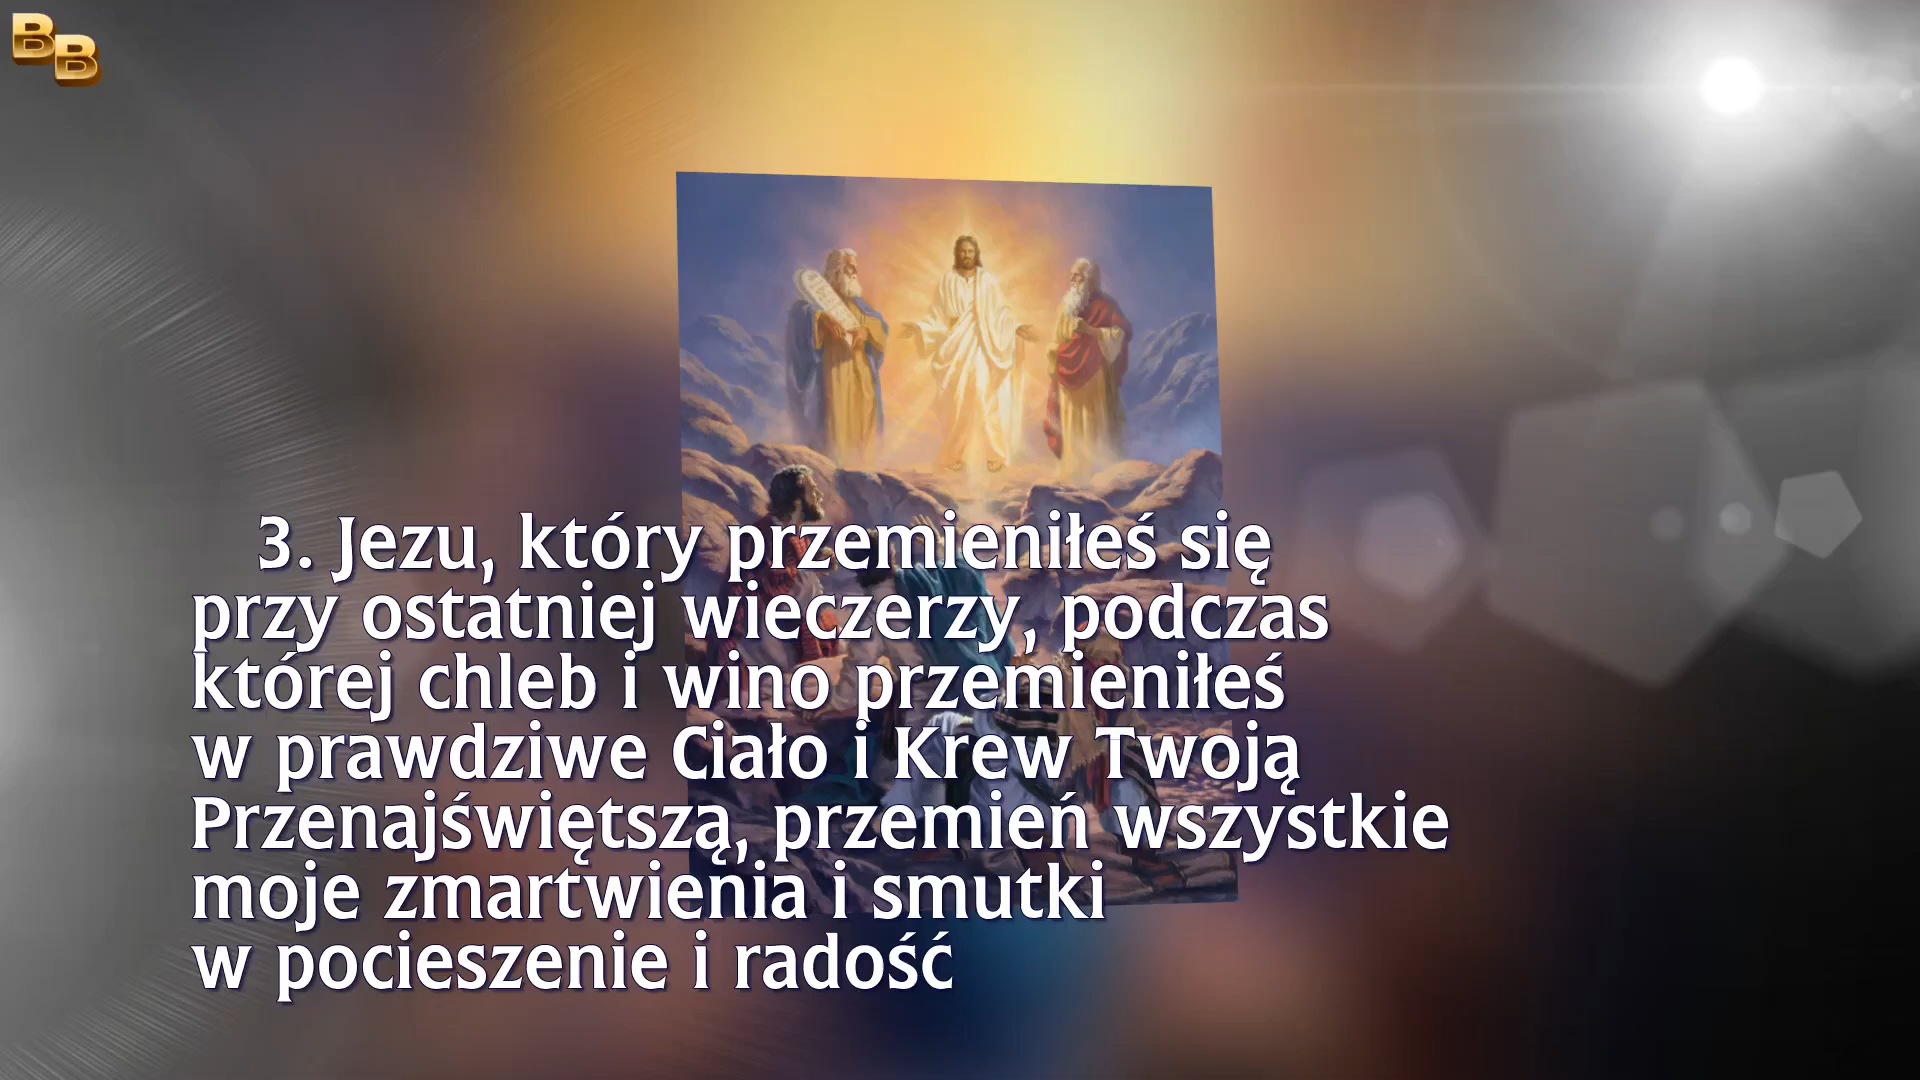 BB
3. Jezu, który przemieniłeś się
przy ostatniej wieczerzy, podczas
której chleb i wino przemieniłeś
w prawdziwe Ciało i Krew Twoją
Przenajświętszą, przemień wszystkie
moje zmartwienia i smutki
w pocieszenie i radość